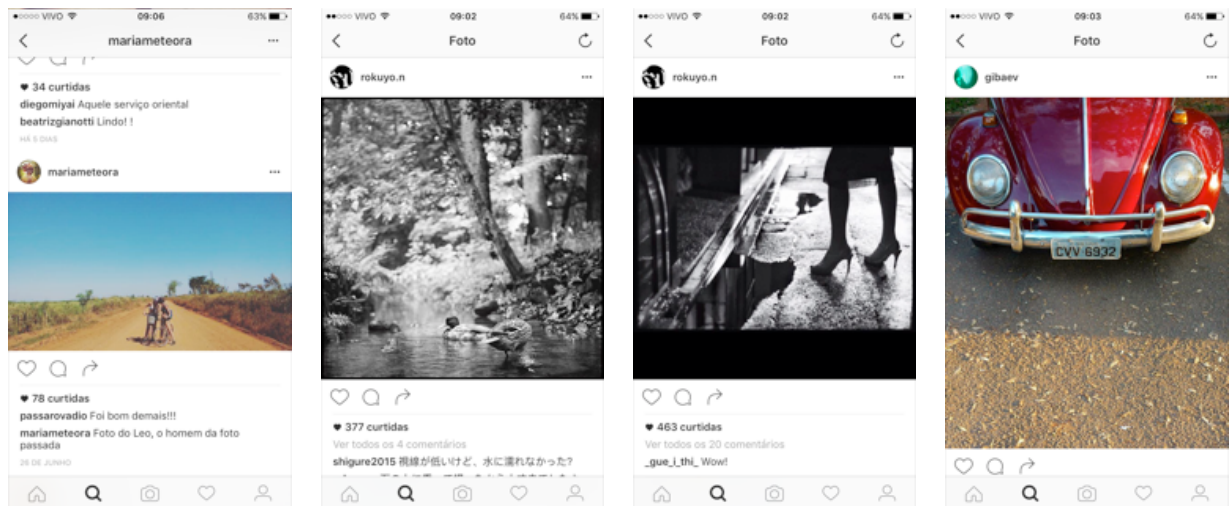 VIVO 09:06 63%
mariameteora
34 curtidas
diegomiyai Aquele serviço oriental
beatrizgianotti Lindo! !
HÁ 5 DIAS
mariameteora
78 curtidas
passarovadio Foi bom demais!!!
mariameteora Foto do Leo, o homem da foto
passada
26 DE JUNHO
VIVO 09:02 64%
Foto
rokuyo.n
377 curtidas
Ver todos os 4 comentários
shigure2015 視線が低いけど、水に濡れなかった?
VIVO 09:02 64%
Foto
rokuyo.n
463 curtidas
Ver todos os 20 comentários
_gue_i_thi_ Wow!
VIVO 09:03 64%
Foto
gibaev
CVV 6932